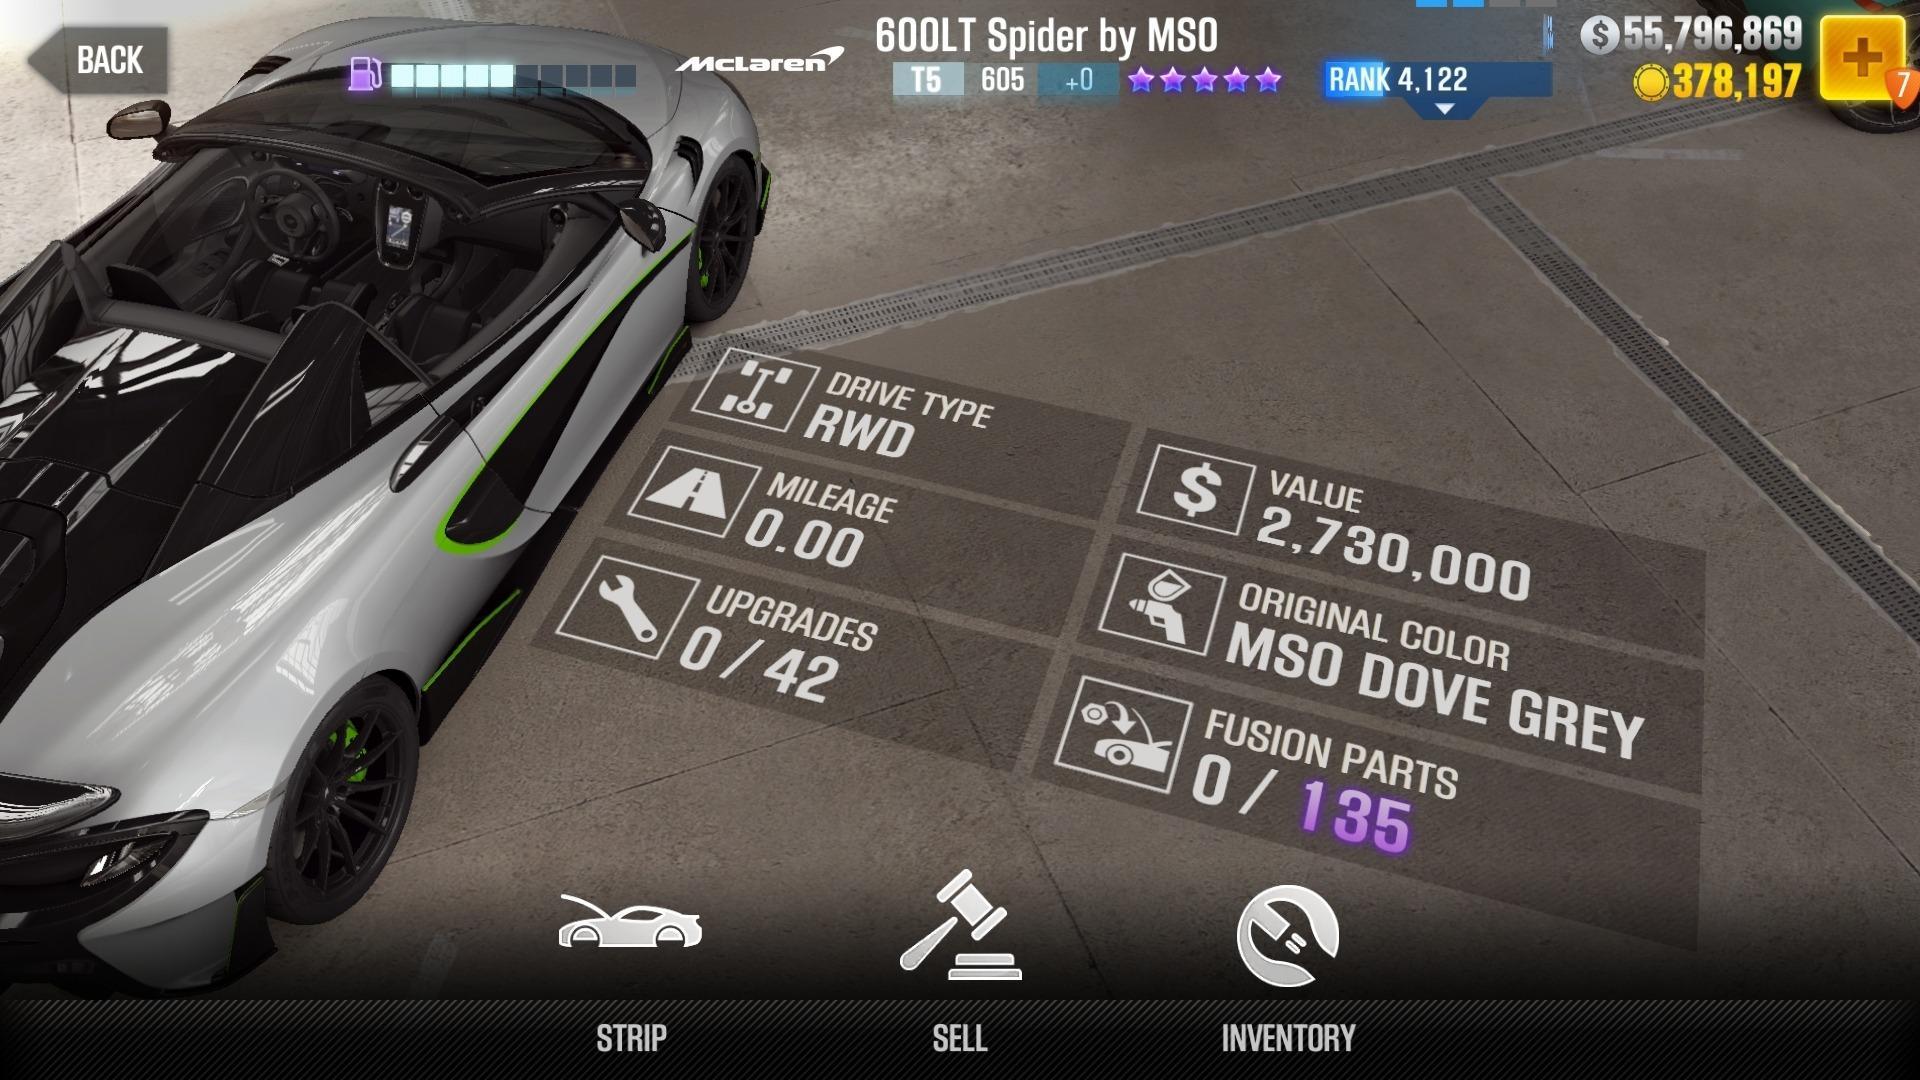 BACK
McLaren
600LT Spider by MSO
T5 605 +0
RANK 4,122
55,796,869
378,197
7
DRIVE TYPE
RWD
MILEAGE
0.00
UPGRADES
0/42
VALUE
2,730,000
ORIGINAL COLOR
MSO DOVE GREY
FUSION PARTS
0/ 135
STRIP
SELL
INVENTORY